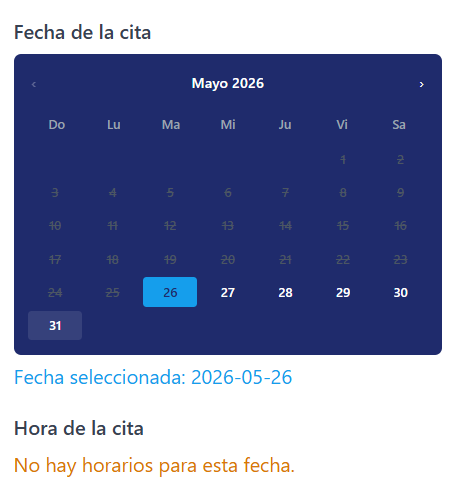 Fecha de la cita
‹ Mayo 2026 ›
Do Lu Ma Mi Ju Vi Sa
1 2
3 4 5 6 7 8 9
10 11 12 13 14 15 16
17 18 19 20 21 22 23
24 25 26 27 28 29 30
31
Fecha seleccionada: 2026-05-26
Hora de la cita
No hay horarios para esta fecha.